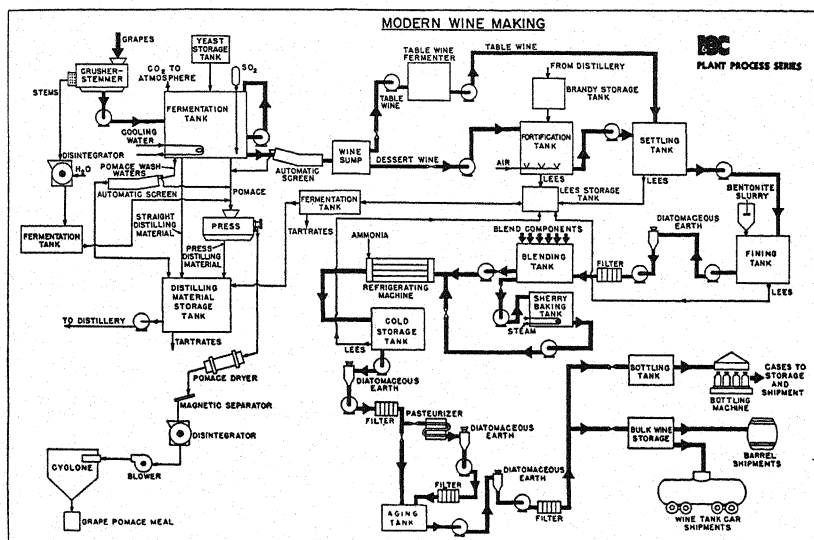 MODERN WINE MAKING
PLANT PROCESS SERIES
GRAPES
CRUSHER-
STEMMER
STEMS
CO2 TO
ATMOSPHERE
YEAST
STORAGE
TANK
SO2
FERMENTATION
TANK
COOLING
WATER
DISINTEGRATOR
H2O
POMACE WASH
WATERS
AUTOMATIC SCREEN
FERMENTATION
TANK
STRAIGHT
DISTILLING
MATERIAL
POMACE
PRESS
PRESS
DISTILLING
MATERIAL
AUTOMATIC
SCREEN
WINE
SUMP
TABLE
WINE
TABLE WINE
FERMENTER
TABLE WINE
DESSERT WINE
FROM DISTILLERY
BRANDY STORAGE
TANK
FORTIFICATION
TANK
AIR
LEES
SETTLING
TANK
LEES
LEES STORAGE
TANK
FERMENTATION
TANK
TARTRATES
BENTONITE
SLURRY
DIATOMACEOUS
EARTH
FINING
TANK
LEES
FILTER
BLEND COMPONENTS
BLENDING
TANK
AMMONIA
REFRIGERATING
MACHINE
SHERRY
BAKING
TANK
STEAM
COLD
STORAGE
TANK
LEES
DISTILLING
MATERIAL
STORAGE
TANK
TO DISTILLERY
TARTRATES
POMACE DRYER
MAGNETIC SEPARATOR
DISINTEGRATOR
BLOWER
CYCLONE
GRAPE POMACE MEAL
DIATOMACEOUS
EARTH
FILTER
PASTEURIZER
DIATOMACEOUS
EARTH
FILTER
AGING
TANK
DIATOMACEOUS
EARTH
FILTER
BOTTLING
TANK
BOTTLING
MACHINE
CASES TO
STORAGE
AND
SHIPMENT
BULK WINE
STORAGE
BARREL
SHIPMENTS
WINE TANK CAR
SHIPMENTS